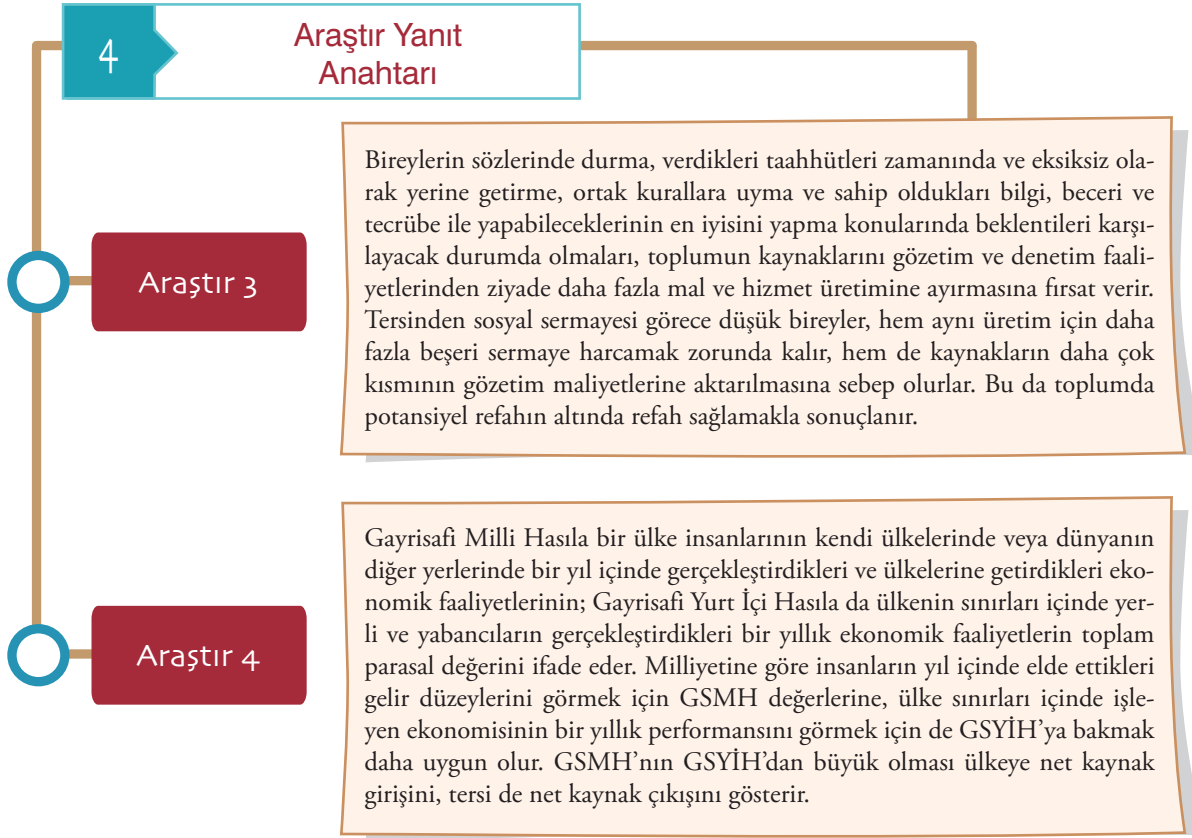 4
Araştır Yanıt
Anahtarı
Araştır 3
Bireylerin sözlerinde durma, verdikleri taahhütleri zamanında ve eksiksiz ola-
rak yerine getirme, ortak kurallara uyma ve sahip oldukları bilgi, beceri ve
tecrübe ile yapabileceklerinin en iyisini yapma konularında beklentileri karşı-
layacak durumda olmaları, toplumun kaynaklarını gözetim ve denetim faali-
yetlerinden ziyade daha fazla mal ve hizmet üretimine ayırmasına fırsat verir.
Tersinden sosyal sermayesi görece düşük bireyler, hem aynı üretim için daha
fazla beşeri sermaye harcamak zorunda kalır, hem de kaynakların daha çok
kısmının gözetim maliyetlerine aktarılmasına sebep olurlar. Bu da toplumda
potansiyel refahın altında refah sağlamakla sonuçlanır.
Araştır 4
Gayrisafi Milli Hasıla bir ülke insanlarının kendi ülkelerinde veya dünyanın
diğer yerlerinde bir yıl içinde gerçekleştirdikleri ve ülkelerine getirdikleri eko-
nomik faaliyetlerinin; Gayrisafi Yurt İçi Hasıla da ülkenin sınırları içinde yer-
li ve yabancıların gerçekleştirdikleri bir yıllık ekonomik faaliyetlerin toplam
parasal değerini ifade eder. Milliyetine göre insanların yıl içinde elde ettikleri
gelir düzeylerini görmek için GSMH değerlerine, ülke sınırları içinde işle-
yen ekonomisinin bir yıllık performansını görmek için de GSYİH’ya bakmak
daha uygun olur. GSMH’nın GSYİH’dan büyük olması ülkeye net kaynak
girişini, tersi de net kaynak çıkışını gösterir.